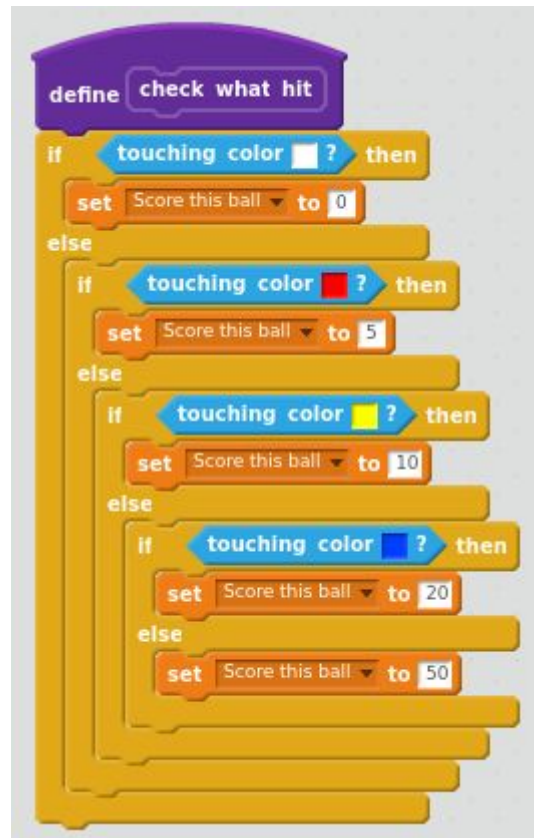 define check what hit
if touching color ? then
set Score this ball to 0
else
if touching color ? then
set Score this ball to 5
else
if touching color ? then
set Score this ball to 10
else
if touching color ? then
set Score this ball to 20
else
set Score this ball to 50